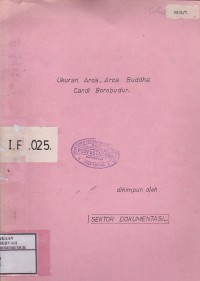 Ukuran Arca, Arca Buddha
Candi Borobudur.
I.F .025.
dihimpun oleh
SEKTOR DOKUMENTASI.